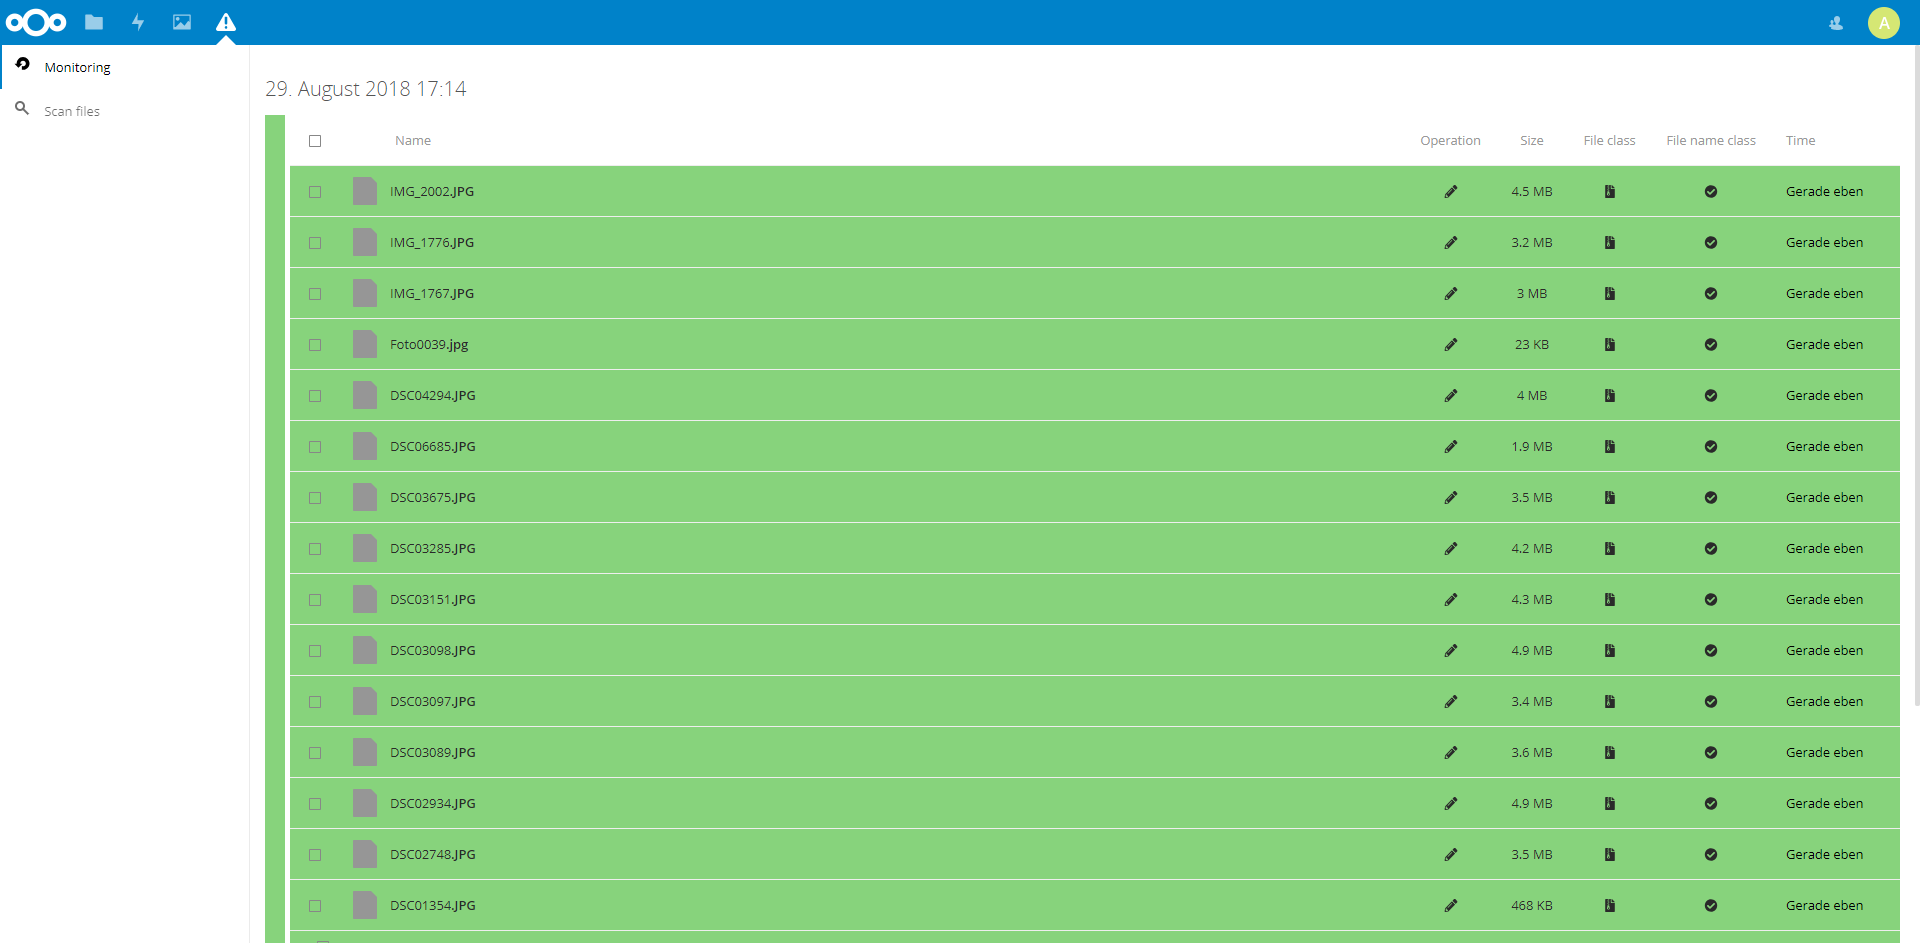 A
Monitoring
Scan files
29. August 2018 17:14
Name Operation Size File class File name class Time
IMG_2002.JPG 4.5 MB Gerade eben
IMG_1776.JPG 3.2 MB Gerade eben
IMG_1767.JPG 3 MB Gerade eben
Foto0039.jpg 23 KB Gerade eben
DSC04294.JPG 4 MB Gerade eben
DSC06685.JPG 1.9 MB Gerade eben
DSC03675.JPG 3.5 MB Gerade eben
DSC03285.JPG 4.2 MB Gerade eben
DSC03151.JPG 4.3 MB Gerade eben
DSC03098.JPG 4.9 MB Gerade eben
DSC03097.JPG 3.4 MB Gerade eben
DSC03089.JPG 3.6 MB Gerade eben
DSC02934.JPG 4.9 MB Gerade eben
DSC02748.JPG 3.5 MB Gerade eben
DSC01354.JPG 468 KB Gerade eben